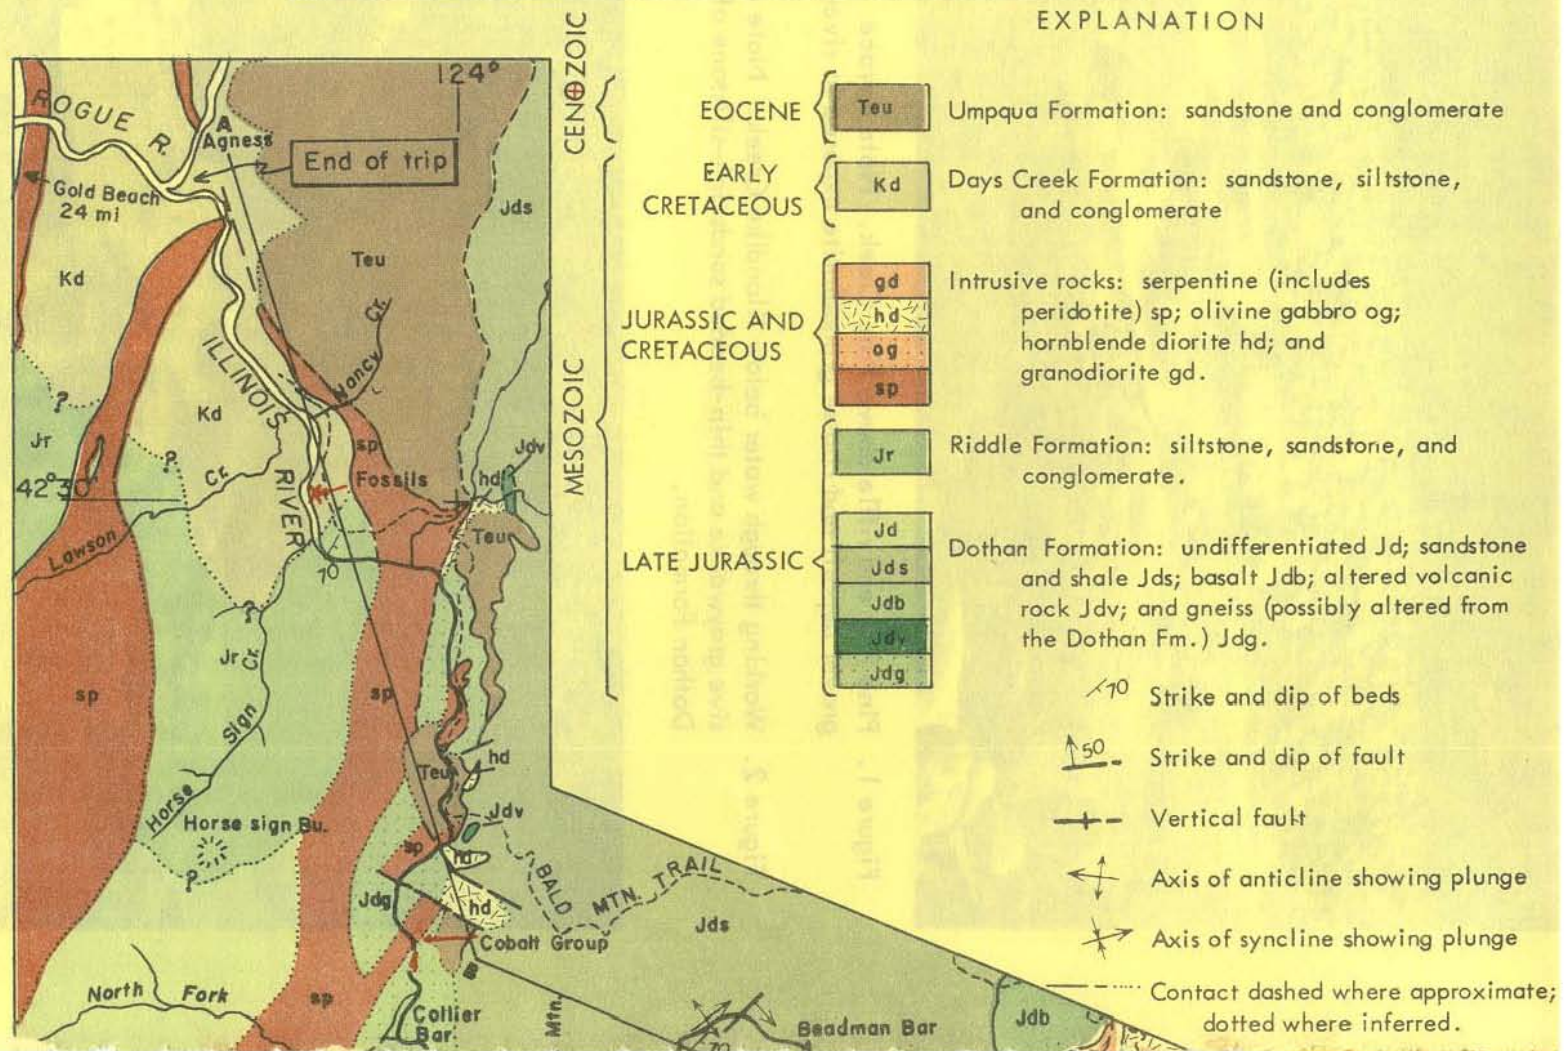 EXPLANATION
CENOZOIC
EOCENE
Teu
Umpqua Formation: sandstone and conglomerate
MESOZOIC
EARLY
CRETACEOUS
Kd
Days Creek Formation: sandstone, siltstone,
and conglomerate
JURASSIC AND
CRETACEOUS
gd
hd
og
sp
Intrusive rocks: serpentine (includes
peridotite) sp; olivine gabbro og;
hornblende diorite hd; and
granodiorite gd.
LATE JURASSIC
Jr
Riddle Formation: siltstone, sandstone, and
conglomerate.
Jd
Jds
Jdb
Jdv
Jdg
Dothan Formation: undifferentiated Jd; sandstone
and shale Jds; basalt Jdb; altered volcanic
rock Jdv; and gneiss (possibly altered from
the Dothan Fm.) Jdg.
70 Strike and dip of beds
50 Strike and dip of fault
Vertical fault
Axis of anticline showing plunge
Axis of syncline showing plunge
Contact dashed where approximate;
dotted where inferred.
124°
ROGUE R.
A
Agness
End of trip
Gold Beach
24 mi
Jds
Kd
Teu
ILLINOIS RIVER
Nancy Cr.
?
Kd
Jr
sp
Jdv
?
Cr.
Fossils
hd
42°30'
Lawson
Teu
70
?
Jr
Cr.
sp
sp
Sign
Horse
hd
Teu
Jdv
Horse sign Bu.
sp
hd
?
BALD MTN. TRAIL
Jdg
hd
Jds
Cobalt Group
B
North Fork
sp
Collier
Bar
Mtn.
Beadman Bar
70
Jdb